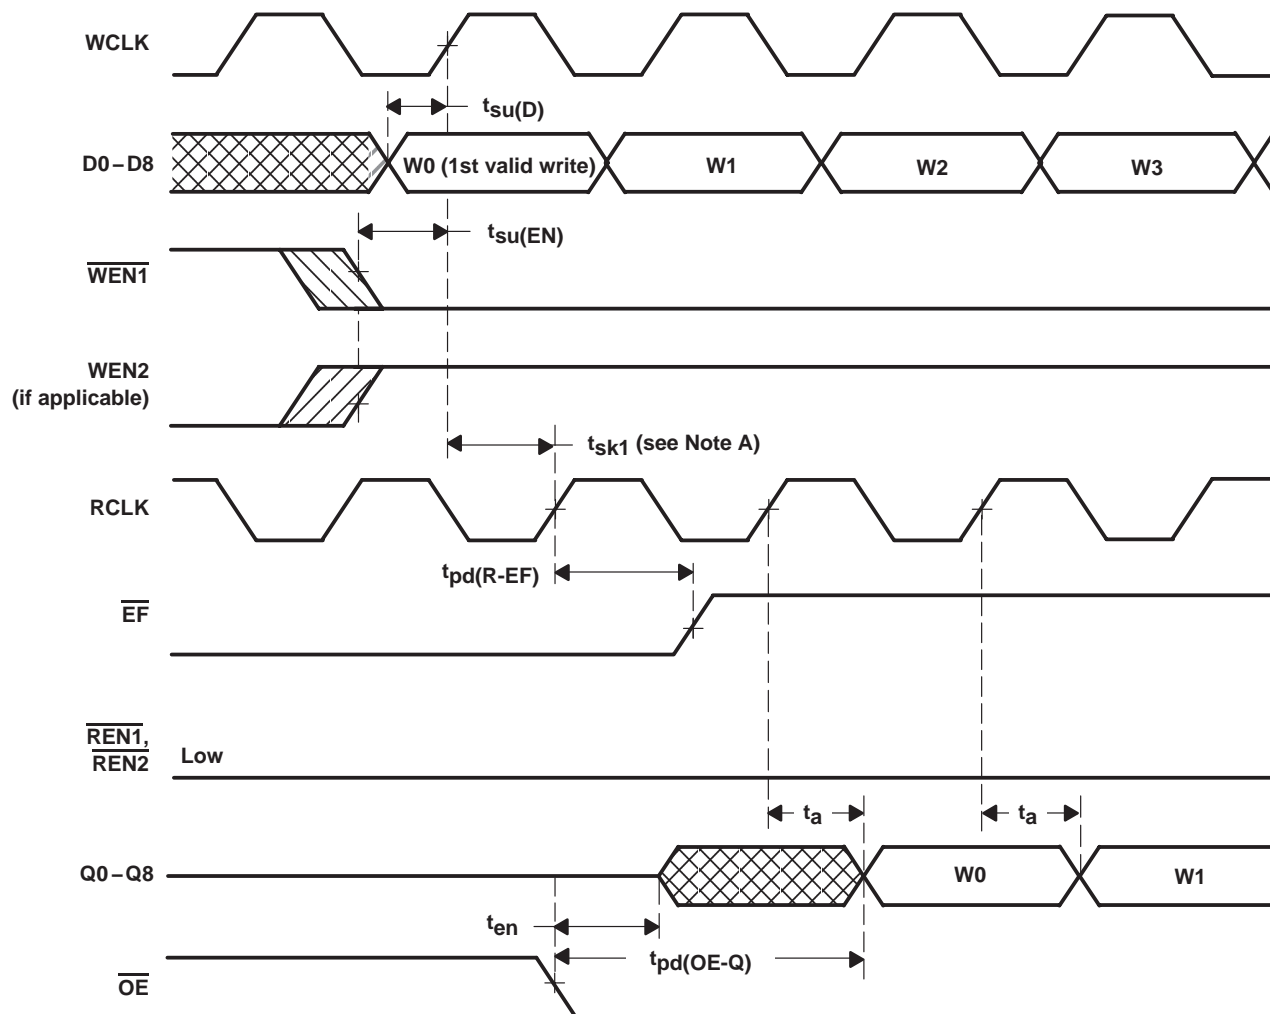 WCLK
tsu(D)
D0–D8
W0 (1st valid write)
W1
W2
W3
tsu(EN)
WEN1
WEN2
(if applicable)
tsk1 (see Note A)
RCLK
tpd(R-EF)
EF
REN1,
REN2
Low
ta
ta
Q0–Q8
W0
W1
ten
tpd(OE-Q)
OE